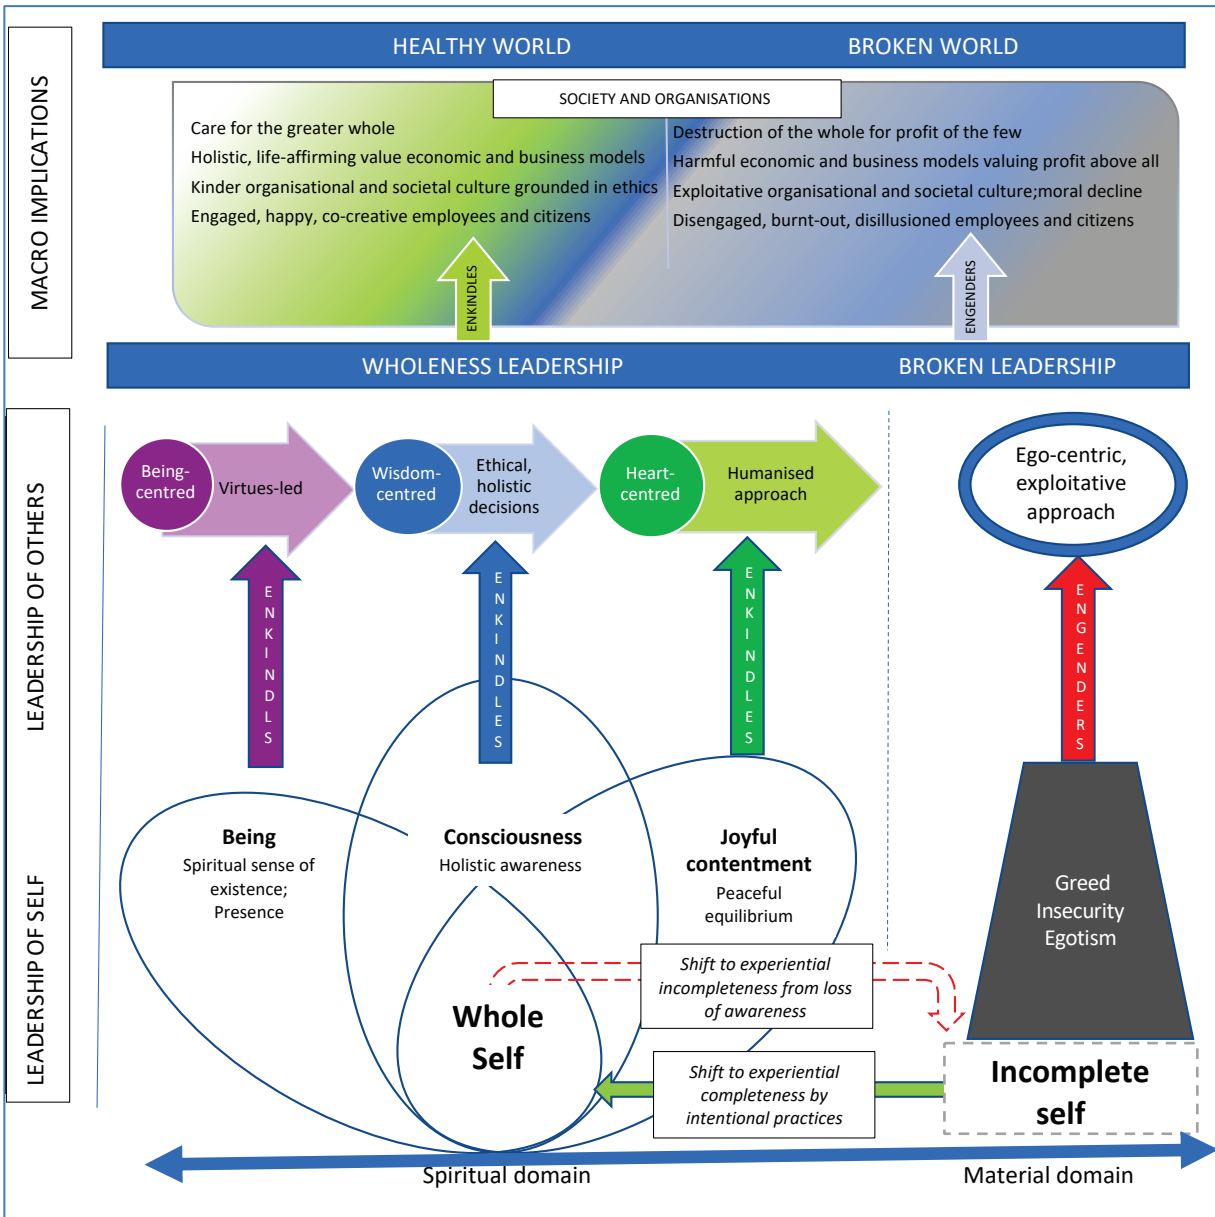 MACRO IMPLICATIONS
HEALTHY WORLD
BROKEN WORLD
SOCIETY AND ORGANISATIONS
Care for the greater whole
Holistic, life-affirming value economic and business models
Kinder organisational and societal culture grounded in ethics
Engaged, happy, co-creative employees and citizens
Destruction of the whole for profit of the few
Harmful economic and business models valuing profit above all
Exploitative organisational and societal culture;moral decline
Disengaged, burnt-out, disillusioned employees and citizens
ENKINDLES
ENGENDERS
WHOLENESS LEADERSHIP
BROKEN LEADERSHIP
LEADERSHIP OF OTHERS
Being-
centred
Virtues-led
Wisdom-
centred
Ethical,
holistic
decisions
Heart-
centred
Humanised
approach
Ego-centric,
exploitative
approach
ENKINDLS
ENKINDLES
ENKINDLES
ENGENDERS
LEADERSHIP OF SELF
Being
Spiritual sense of
existence;
Presence
Consciousness
Holistic awareness
Joyful
contentment
Peaceful
equilibrium
Greed
Insecurity
Egotism
Shift to experiential
incompleteness from loss
of awareness
Whole
Self
Shift to experiential
completeness by
intentional practices
Incomplete
self
Spiritual domain
Material domain